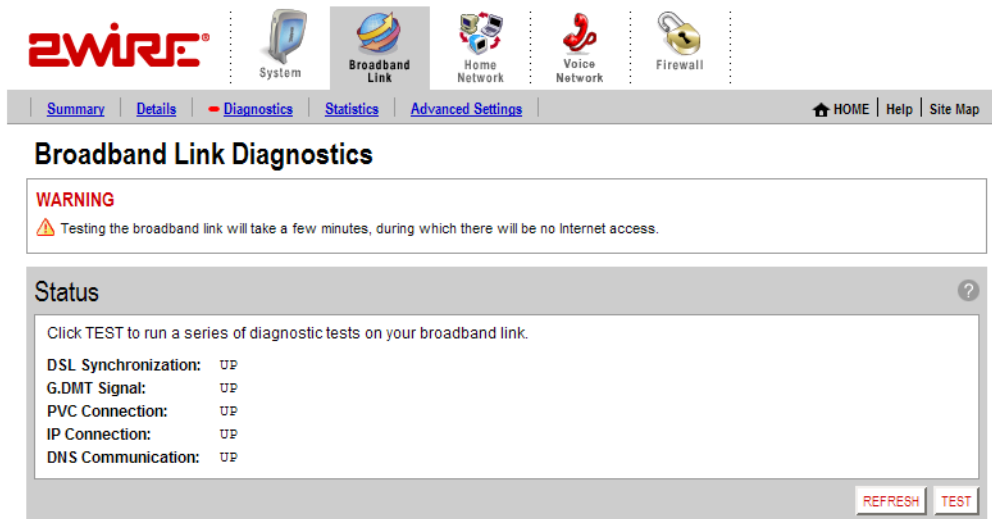 2WIRE®
System
Broadband Link
Home Network
Voice Network
Firewall
Summary Details Diagnostics Statistics Advanced Settings HOME Help Site Map
Broadband Link Diagnostics
WARNING
Testing the broadband link will take a few minutes, during which there will be no Internet access.
Status ?
Click TEST to run a series of diagnostic tests on your broadband link.
DSL Synchronization: UP
G.DMT Signal: UP
PVC Connection: UP
IP Connection: UP
DNS Communication: UP
REFRESH TEST